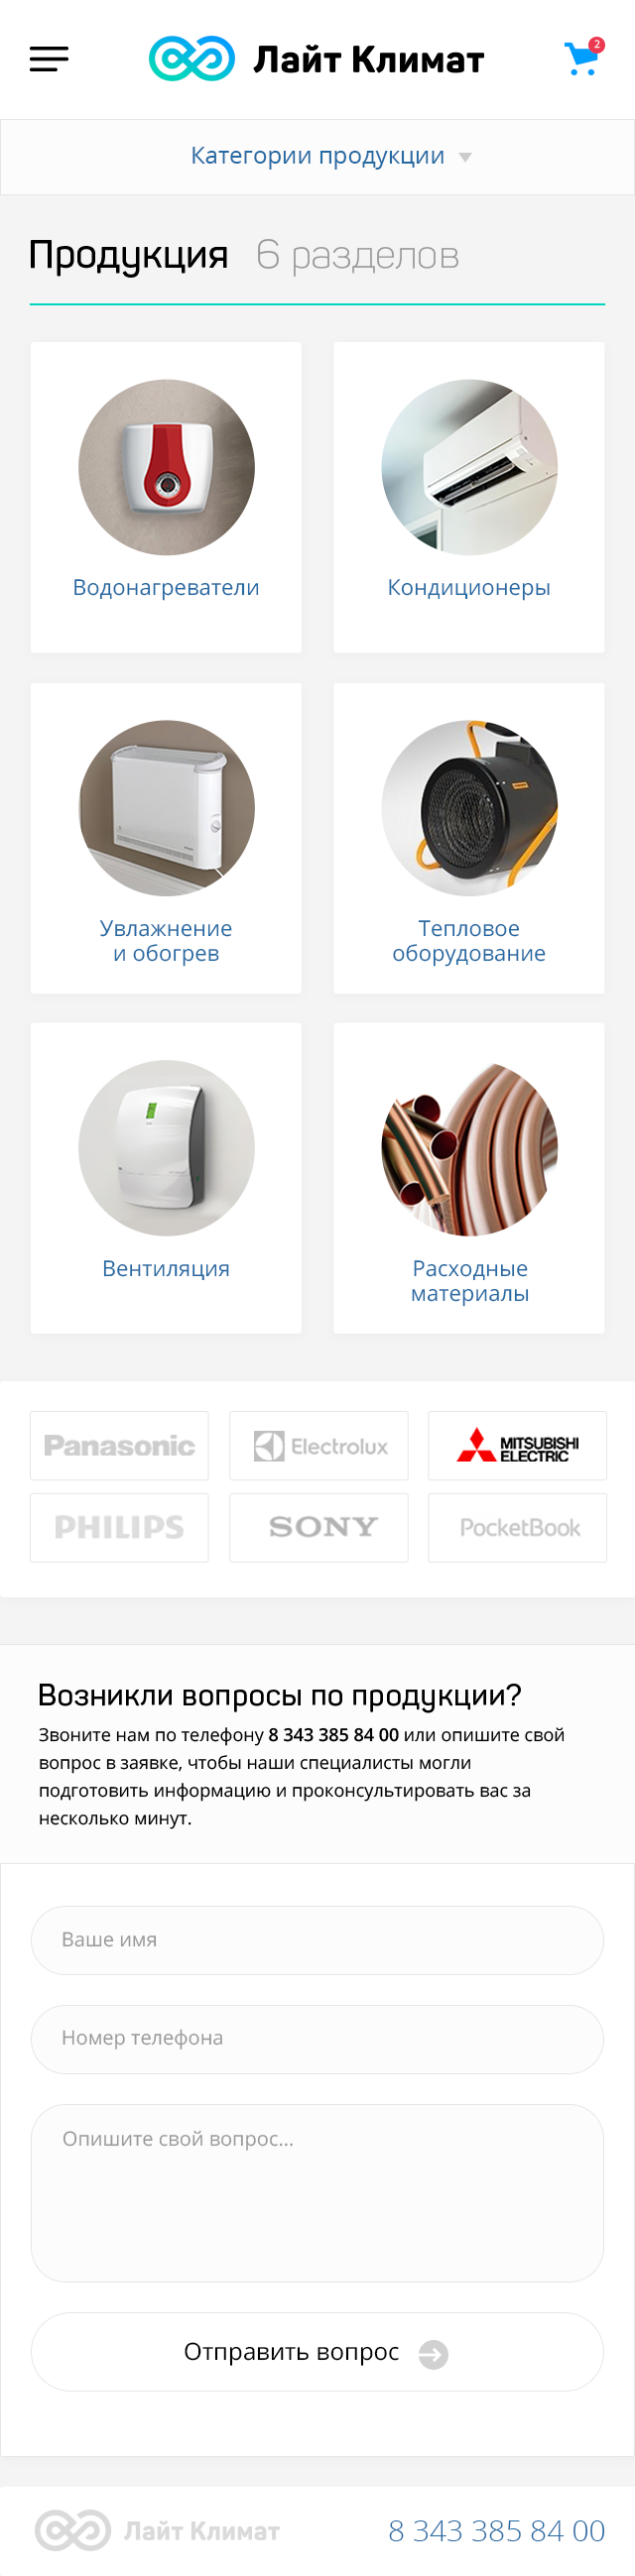 Лайт Климат
2
Категории продукции
Продукция 6 разделов
Водонагреватели
Кондиционеры
Увлажнение
и обогрев
Тепловое
оборудование
Вентиляция
Расходные
материалы
Panasonic
Electrolux
MITSUBISHI
ELECTRIC
PHILIPS
SONY
PocketBook
Возникли вопросы по продукции?
Звоните нам по телефону 8 343 385 84 00 или опишите свой
вопрос в заявке, чтобы наши специалисты могли
подготовить информацию и проконсультировать вас за
несколько минут.
Ваше имя
Номер телефона
Опишите свой вопрос...
Отправить вопрос
Лайт Климат
8 343 385 84 00